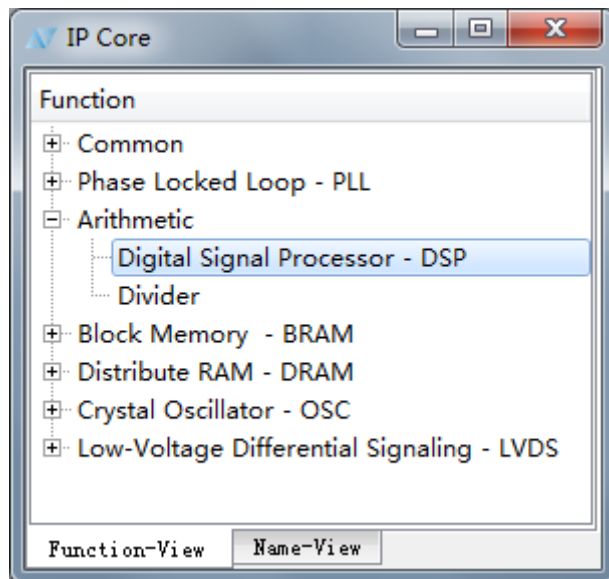 IP Core
Function
Common
Phase Locked Loop - PLL
Arithmetic
Digital Signal Processor - DSP
Divider
Block Memory - BRAM
Distribute RAM - DRAM
Crystal Oscillator - OSC
Low-Voltage Differential Signaling - LVDS
Function-View Name-View